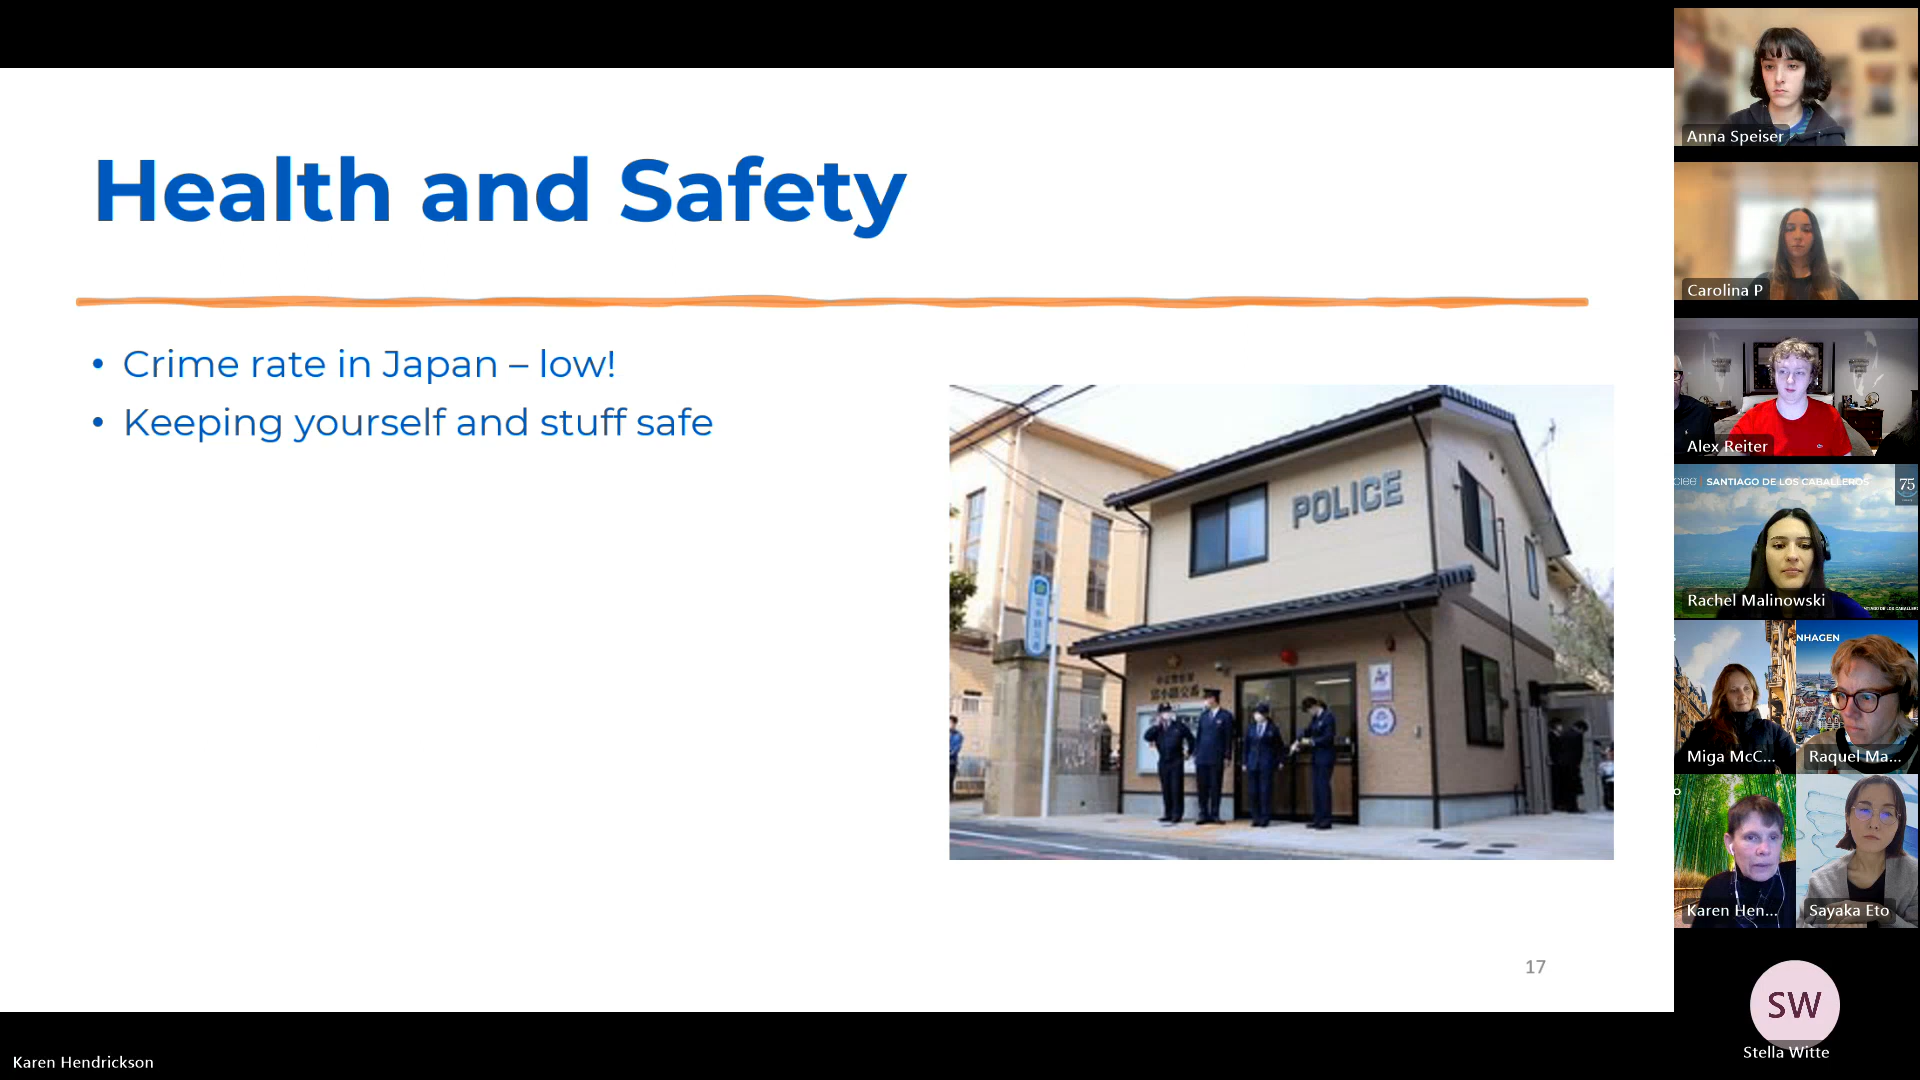 Health and Safety
• Crime rate in Japan – low!
• Keeping yourself and stuff safe
POLICE
17
Karen Hendrickson
Anna Speiser
Carolina P
Alex Reiter
ciee | SANTIAGO DE LOS CABALLEROS
75
Rachel Malinowski
NHAGEN
Miga McC...
Raquel Ma...
Karen Hen...
Sayaka Eto
SW
Stella Witte